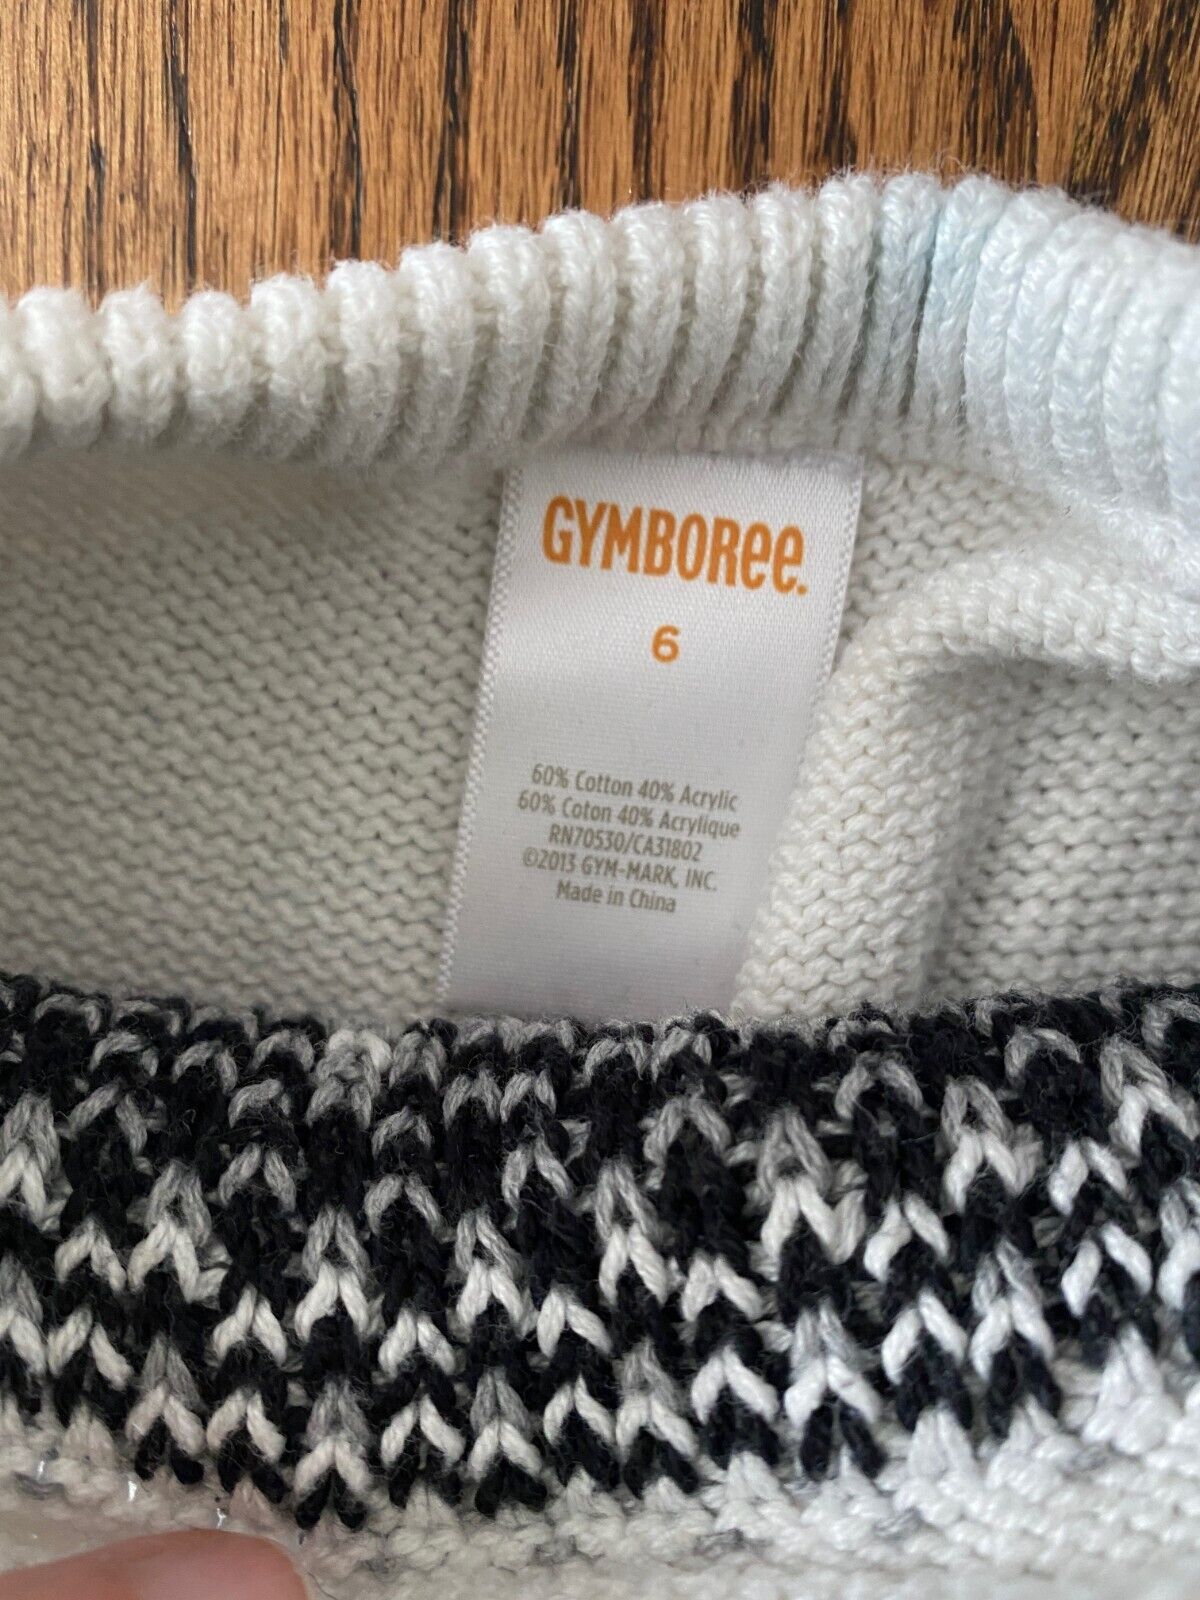 GYMBORee.
6
60% Cotton 40% Acrylic
60% Coton 40% Acrylique
RN70530/CA31802
©2013 GYM-MARK, INC.
Made in China